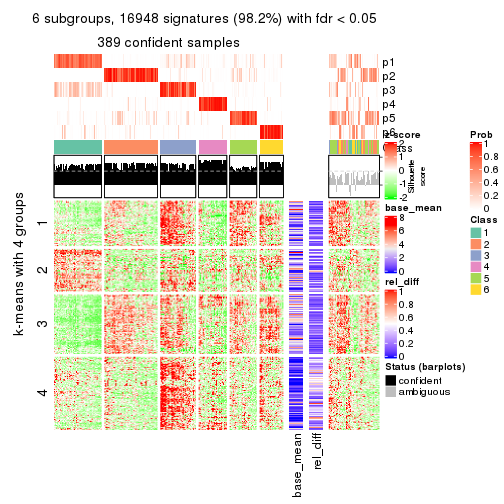 6 subgroups, 16948 signatures (98.2%) with fdr < 0.05
389 confident samples
p1
p2
p3
p4
p5
p6
Class
z-score
2
1
0
-1
-2
Silhouette
score
Prob
1
0.8
0.6
0.4
0.2
0
base_mean
8
6
4
2
0
Class
1
2
3
4
5
6
rel_diff
1
0.8
0.6
0.4
0.2
0
Status (barplots)
confident
ambiguous
k-means with 4 groups
1
2
3
4
base_mean
rel_diff